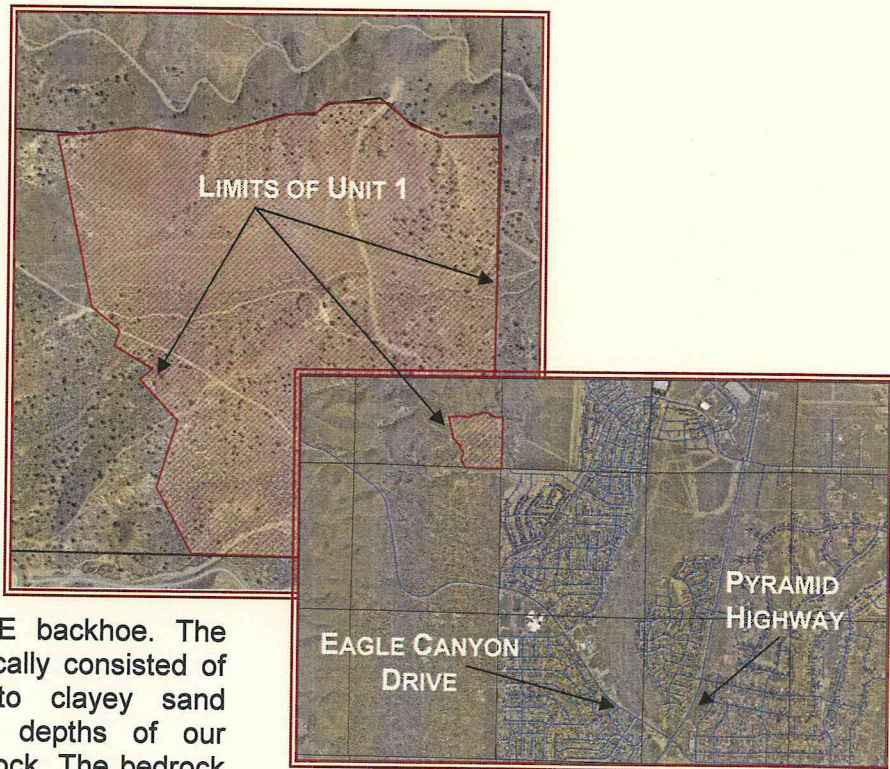 LIMITS OF UNIT 1
PYRAMID
HIGHWAY
EAGLE CANYON
DRIVE
E backhoe. The
cally consisted of
to clayey sand
depths of our
ock. The bedrock